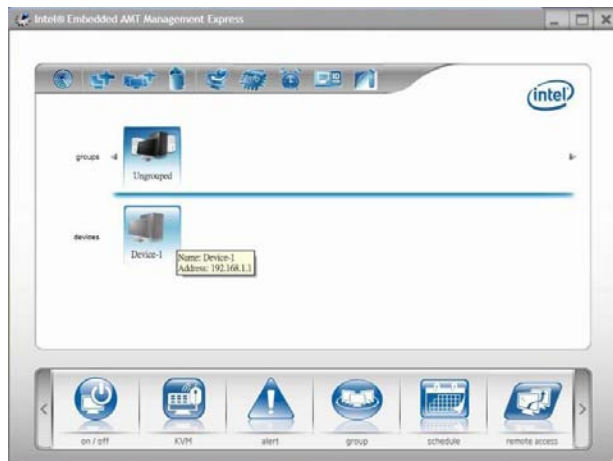 Intel® Embedded AMT Management Express
ID
intel
groups
Ungrouped
devices
Device-1
Name: Device-1
Address: 192.168.1.1
on / off
KVM
alert
group
schedule
remote access